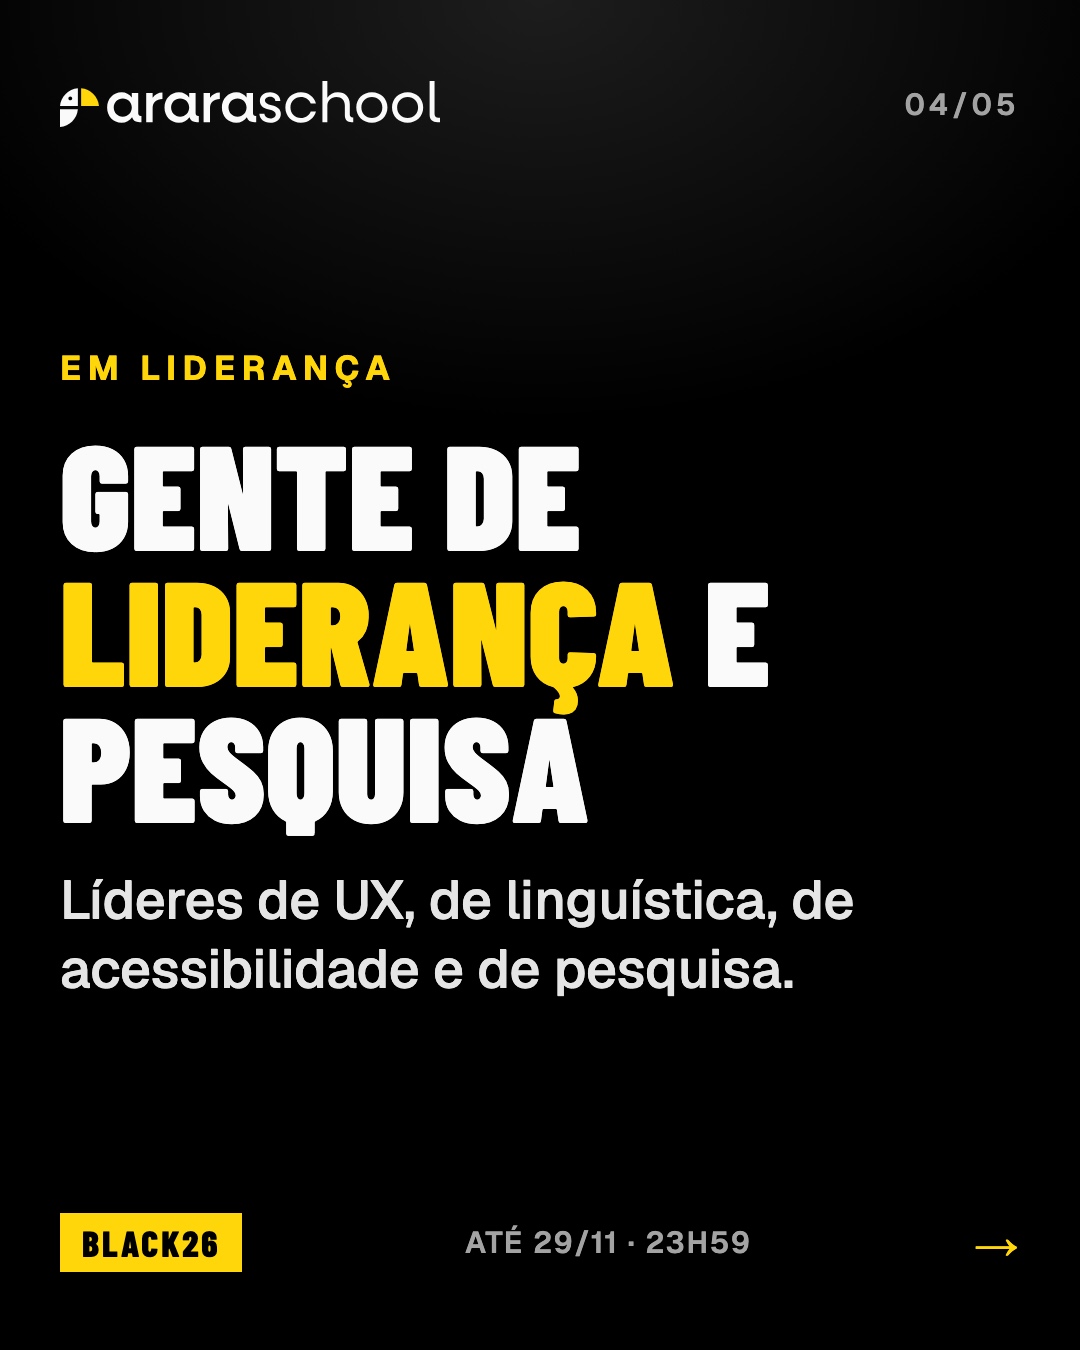 araraschool
04/05
EM LIDERANÇA
GENTE DE
LIDERANÇA E
PESQUISA
Líderes de UX, de linguística, de
acessibilidade e de pesquisa.
BLACK26
ATÉ 29/11 · 23H59
→